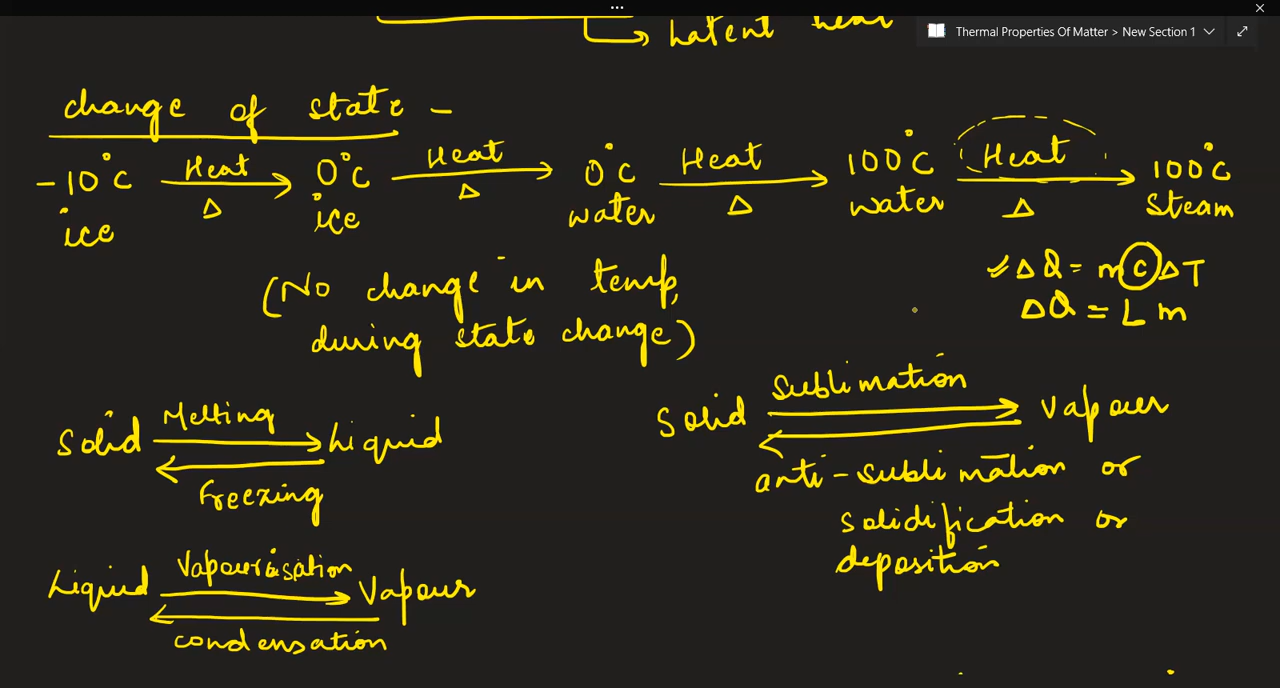 Latent heat
Thermal Properties Of Matter > New Section 1
change of state -
-10°C ice Heat Δ 0°C ice Heat Δ 0°C water Heat Δ 100°C water Heat Δ 100°C steam
ΔQ = mcΔT
ΔQ = Lm
(No change in temp,
during state change)
Solid Melting Liquid
Freezing
Solid Sublimation Vapour
anti-sublimation or
solidification or
deposition
Liquid Vapourisation Vapour
condensation